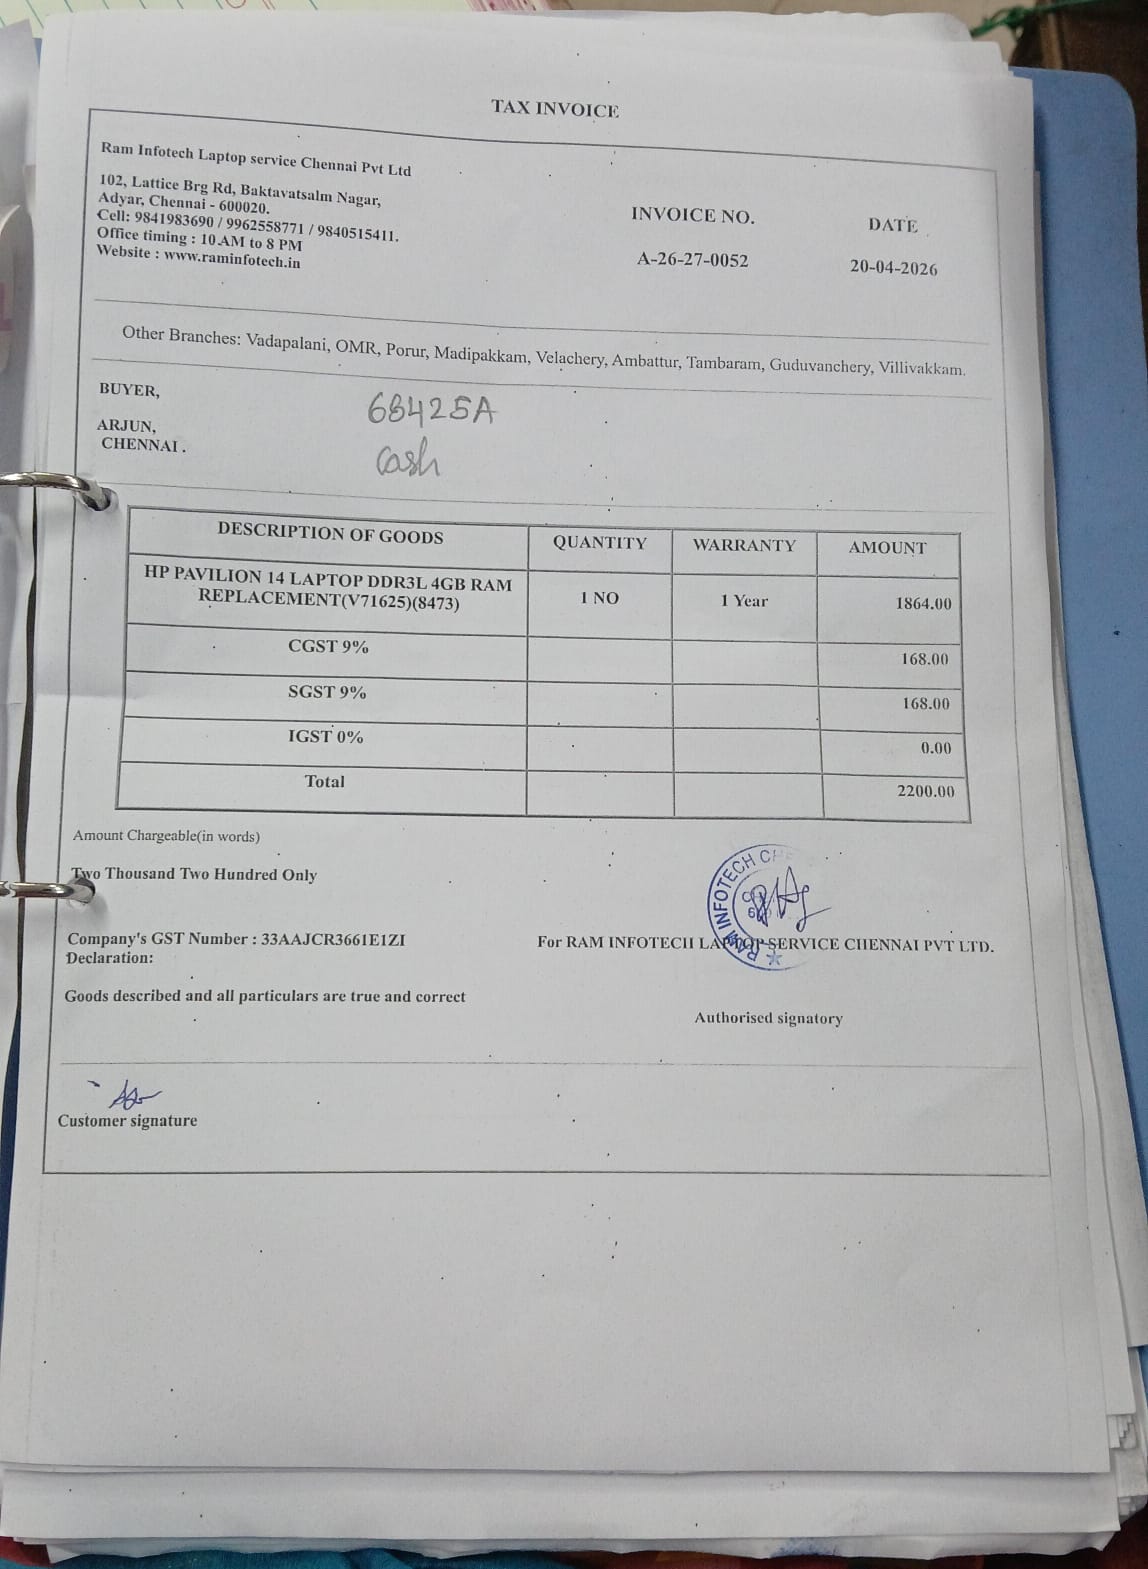 TAX INVOICE
Ram Infotech Laptop service Chennai Pvt Ltd
102, Lattice Brg Rd, Baktavatsalm Nagar,
Adyar, Chennai - 600020.
Cell: 9841983690 / 9962558771 / 9840515411.
Office timing : 10 AM to 8 PM
Website : www.raminfotech.in
INVOICE NO.
DATE
A-26-27-0052
20-04-2026
Other Branches: Vadapalani, OMR, Porur, Madipakkam, Velachery, Ambattur, Tambaram, Guduvanchery, Villivakkam.
BUYER,
ARJUN,
CHENNAI .
68425A
Cash
DESCRIPTION OF GOODS QUANTITY WARRANTY AMOUNT
HP PAVILION 14 LAPTOP DDR3L 4GB RAM
REPLACEMENT(V71625)(8473) 1 NO 1 Year 1864.00
CGST 9% 168.00
SGST 9% 168.00
IGST 0% 0.00
Total 2200.00
Amount Chargeable(in words)
Two Thousand Two Hundred Only
RAM INFOTECH
Company's GST Number : 33AAJCR3661E1ZI
For RAM INFOTECH LAPTOP SERVICE CHENNAI PVT LTD.
Declaration:
Goods described and all particulars are true and correct
Authorised signatory
Customer signature